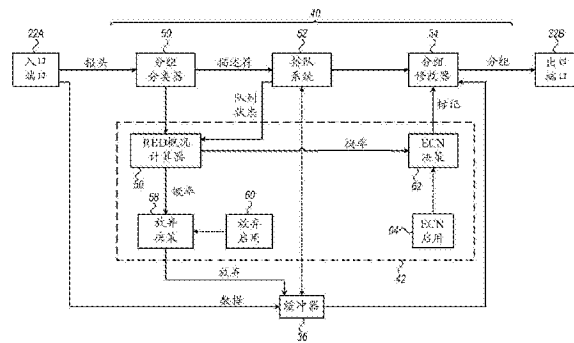 40
22A
50
52
54
22B
入口
端口
报头
分组
分类器
描述符
排队
系统
分组
修改器
分组
出口
端口
队列
状态
标记
RED概况
计算器
56
概率
ECN
决策
62
概率
58
放弃
决策
60
放弃
启用
64
ECN
启用
42
放弃
数据
缓冲器
36